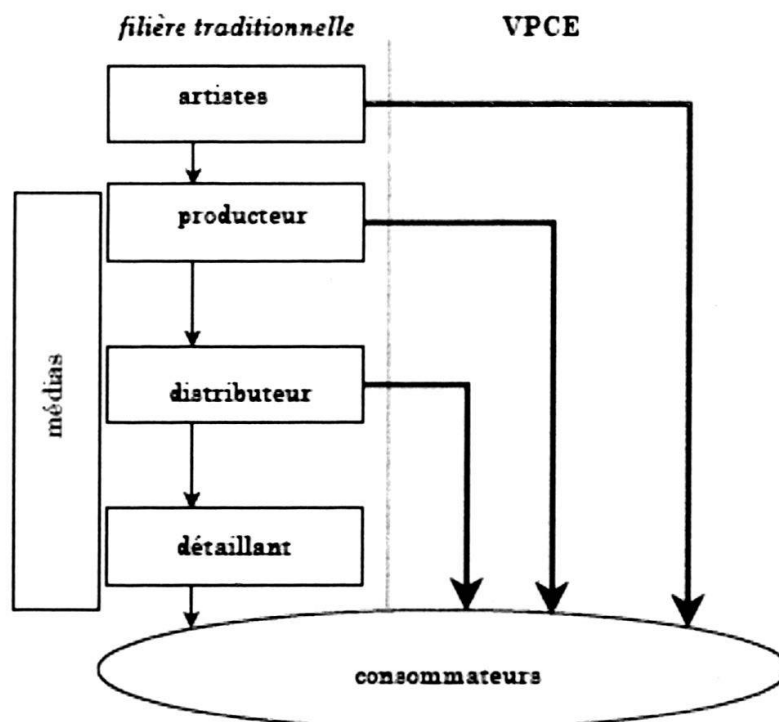 filière traditionnelle VPCE
artistes
producteur
médias
distributeur
détaillant
consommateurs